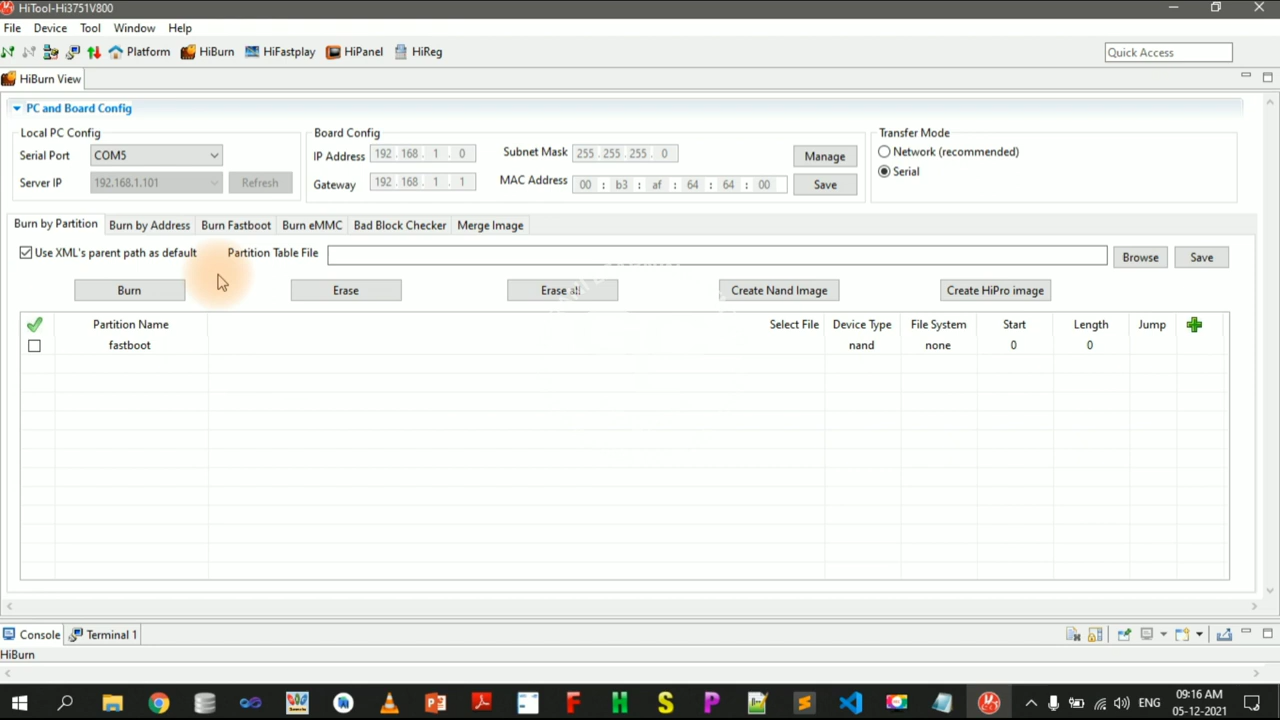 HiTool-Hi3751V800
File Device Tool Window Help
Platform HiBurn HiFastplay HiPanel HiReg Quick Access
HiBurn View
PC and Board Config
Local PC Config Board Config Transfer Mode
Serial Port COM5 IP Address 192 . 168 . 1 . 0 Subnet Mask 255 . 255 . 255 . 0 Manage Network (recommended)
Server IP 192.168.1.101 Refresh Gateway 192 . 168 . 1 . 1 MAC Address 00 : b3 : af : 64 : 64 : 00 Save Serial
Burn by Partition Burn by Address Burn Fastboot Burn eMMC Bad Block Checker Merge Image
Use XML's parent path as default Partition Table File Browse Save
Burn Erase Erase all Create Nand Image Create HiPro image
Partition Name Select File Device Type File System Start Length Jump
fastboot nand none 0 0
Console Terminal 1
HiBurn
ENG 09:16 AM
05-12-2021